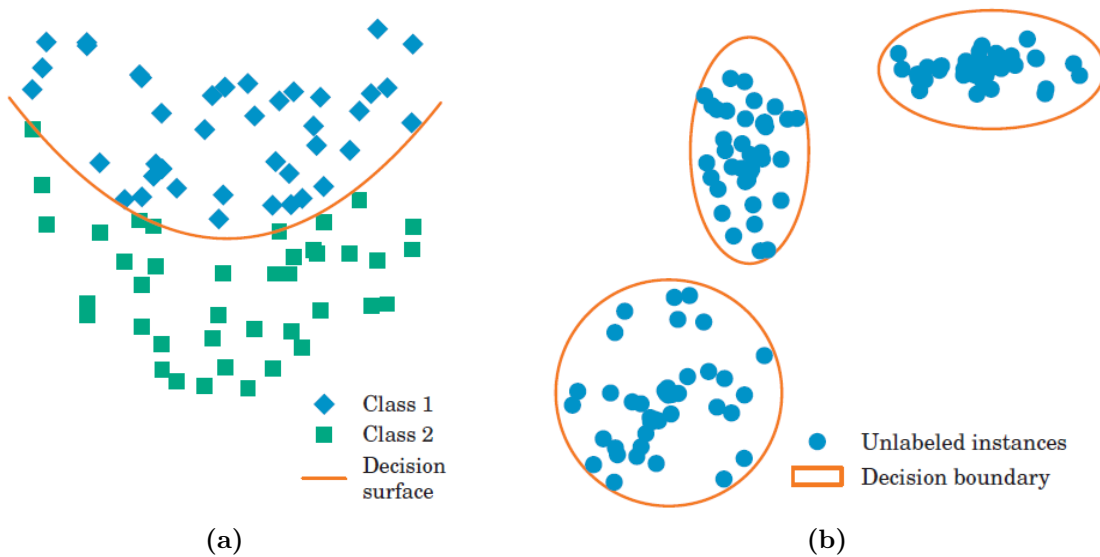 Class 1
Class 2
Decision
surface
(a)
Unlabeled instances
Decision boundary
(b)